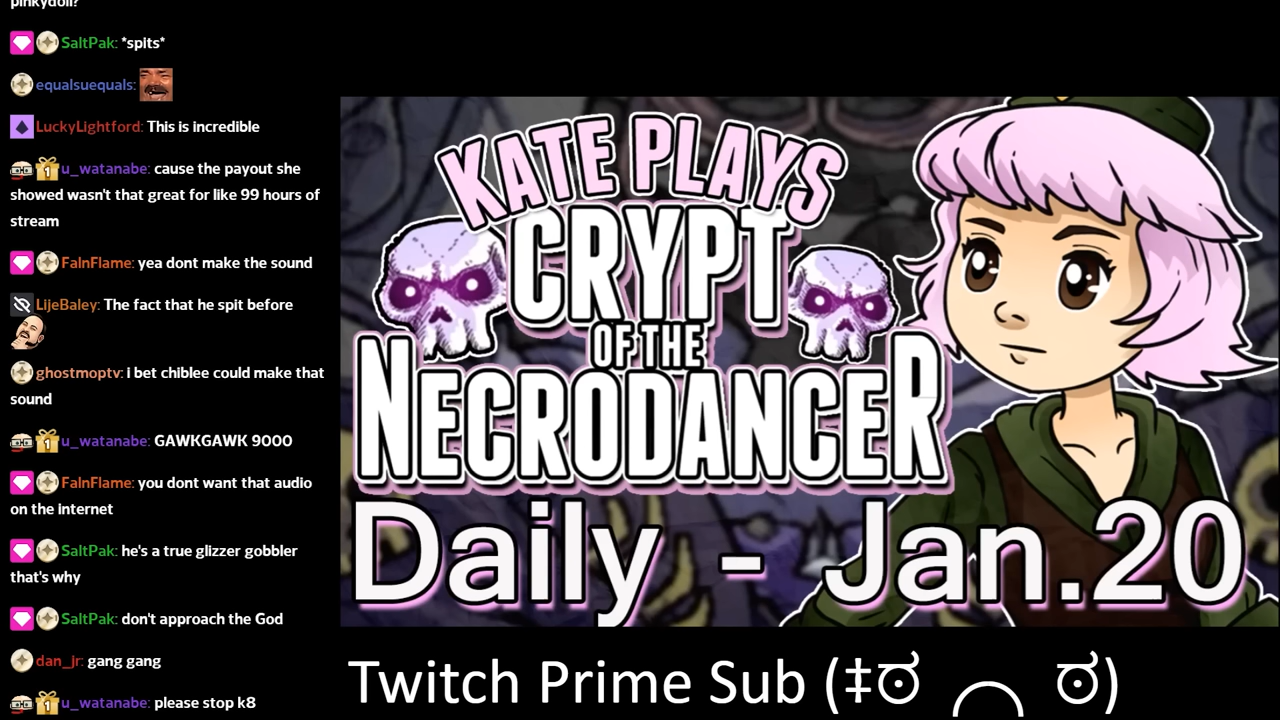 pinkydoll?
SaltPak: *spits*
equalsuequals:
LuckyLightford: This is incredible
u_watanabe: cause the payout she
showed wasn't that great for like 99 hours of
stream
FalnFlame: yea dont make the sound
LijeBaley: The fact that he spit before
ghostmoptv: i bet chiblee could make that
sound
u_watanabe: GAWKGAWK 9000
FalnFlame: you dont want that audio
on the internet
SaltPak: he's a true glizzer gobbler
that's why
SaltPak: don't approach the God
dan_jr: gang gang
u_watanabe: please stop k8
KATE PLAYS
CRYPT
OF THE
NECRODANCER
Daily - Jan.20
Twitch Prime Sub (‡ಠ ╭╮ ಠ)